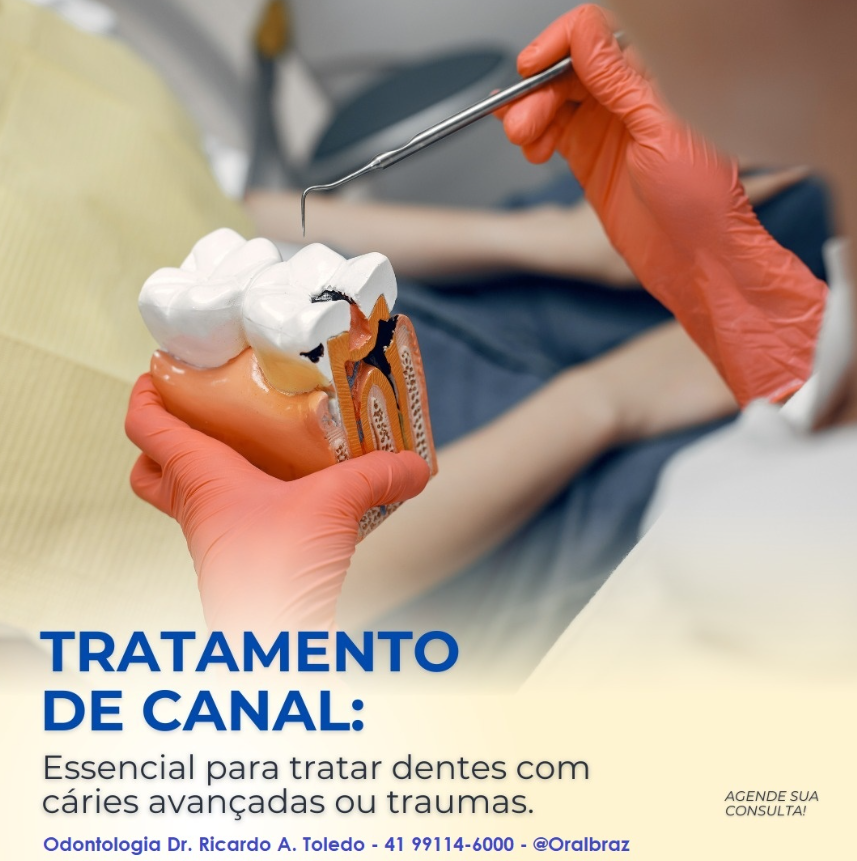 TRATAMENTO
DE CANAL:
Essencial para tratar dentes com
cáries avançadas ou traumas.
AGENDE SUA
CONSULTA!
Odontologia Dr. Ricardo A. Toledo - 41 99114-6000 - @Oralbraz